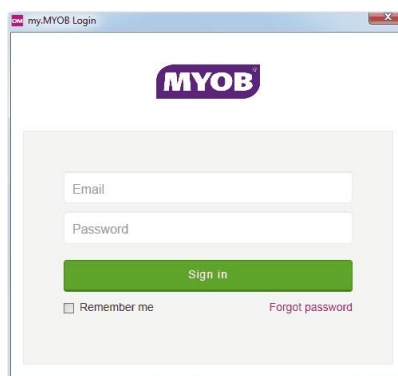 my.MYOB Login
MYOB
Email
Password
Sign in
Remember me
Forgot password